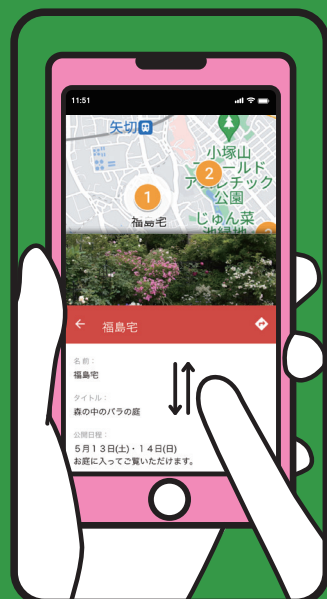 11:51
矢切
小塚山
フィールド
アスレチック
公園
2
1
福島宅
じゅん菜
池緑地
福島宅
名前：
福島宅
タイトル：
森の中のバラの庭
公開日程：
5月13日(土)・14日(日)
お庭に入ってご覧いただけます。